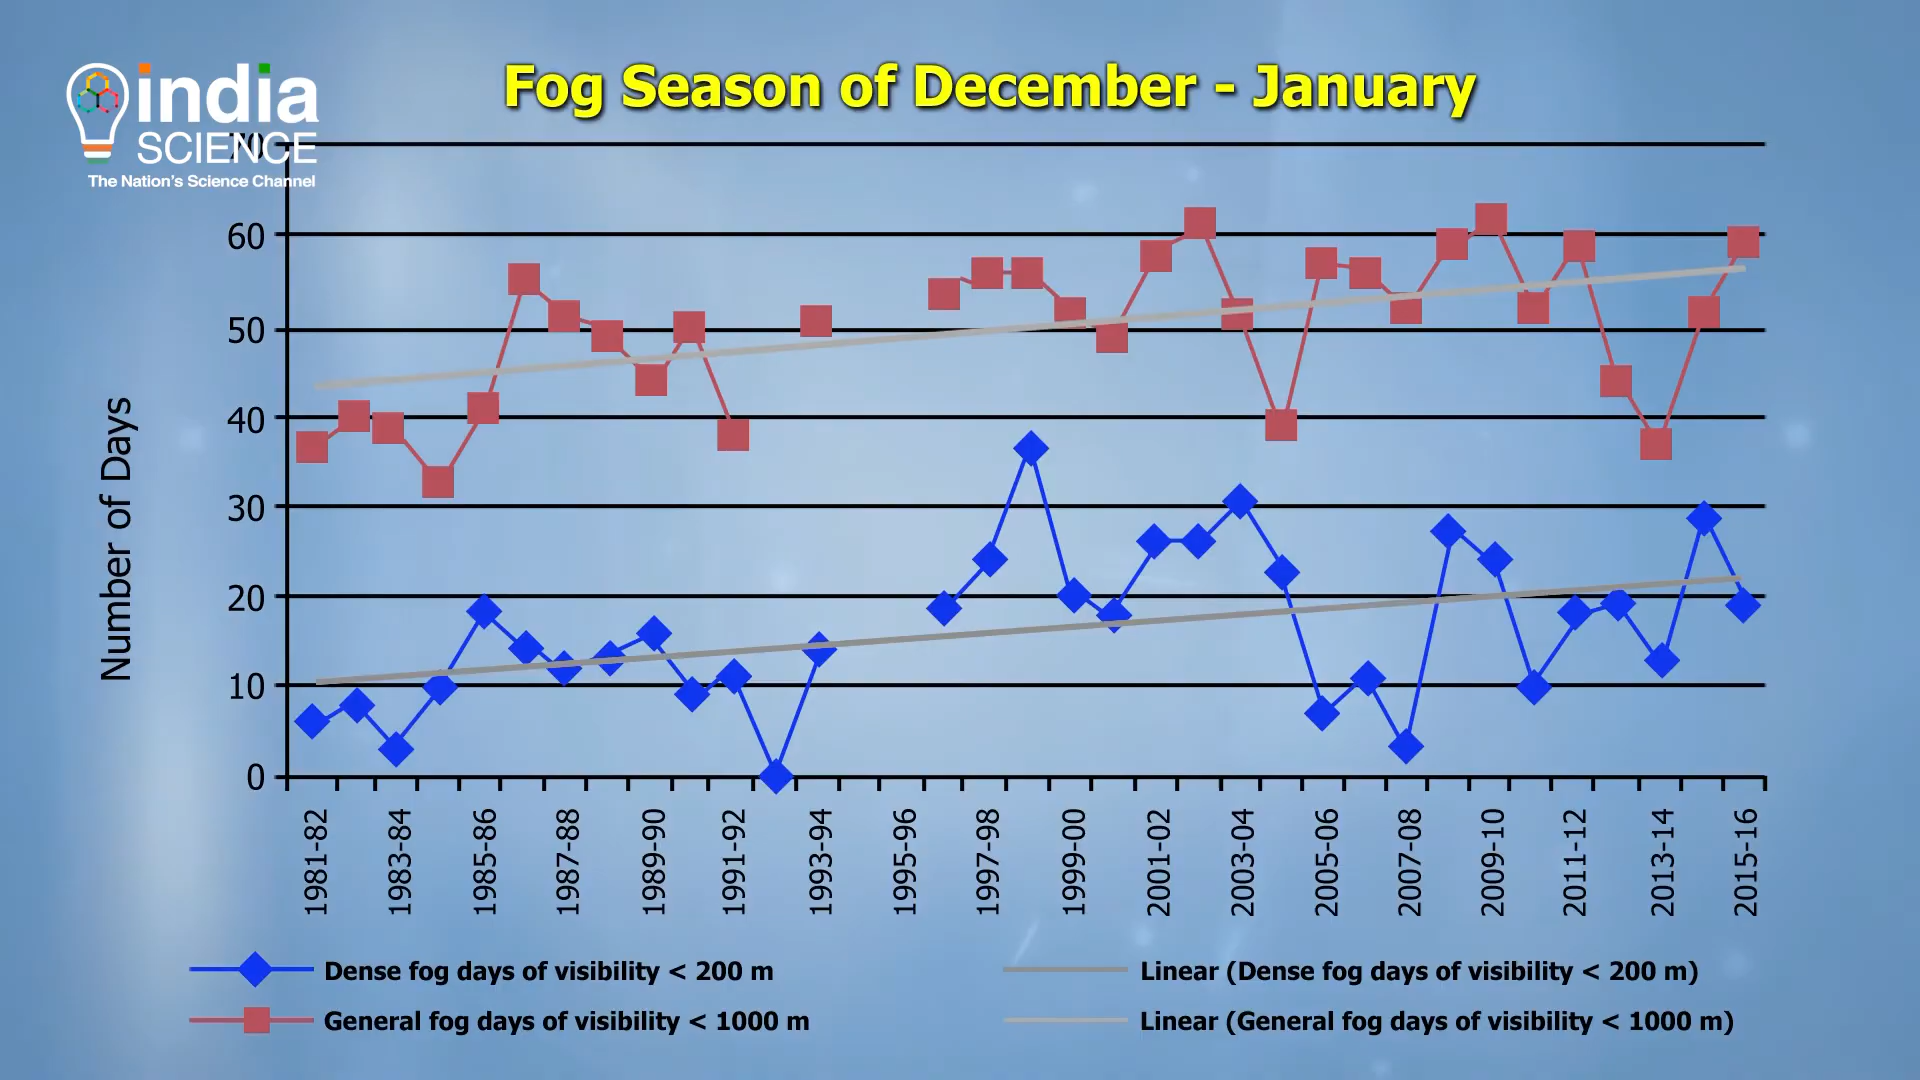 india
SCIENCE
The Nation's Science Channel
Fog Season of December - January
Number of Days
70
60
50
40
30
20
10
0
1981-82
1983-84
1985-86
1987-88
1989-90
1991-92
1993-94
1995-96
1997-98
1999-00
2001-02
2003-04
2005-06
2007-08
2009-10
2011-12
2013-14
2015-16
Dense fog days of visibility < 200 m
Linear (Dense fog days of visibility < 200 m)
General fog days of visibility < 1000 m
Linear (General fog days of visibility < 1000 m)